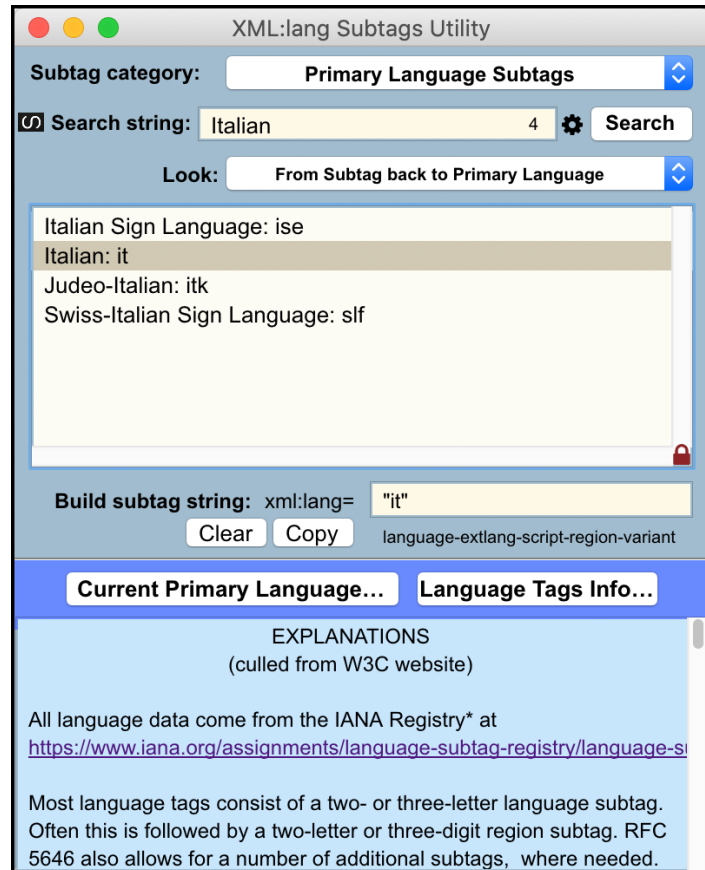 XML:lang Subtags Utility
Subtag category: Primary Language Subtags
Search string: Italian 4 Search
Look: From Subtag back to Primary Language
Italian Sign Language: ise
Italian: it
Judeo-Italian: itk
Swiss-Italian Sign Language: slf
Build subtag string: xml:lang= "it"
Clear Copy language-extlang-script-region-variant
Current Primary Language... Language Tags Info...
EXPLANATIONS
(culled from W3C website)
All language data come from the IANA Registry* at
https://www.iana.org/assignments/language-subtag-registry/language-su
Most language tags consist of a two- or three-letter language subtag.
Often this is followed by a two-letter or three-digit region subtag. RFC
5646 also allows for a number of additional subtags,  where needed.